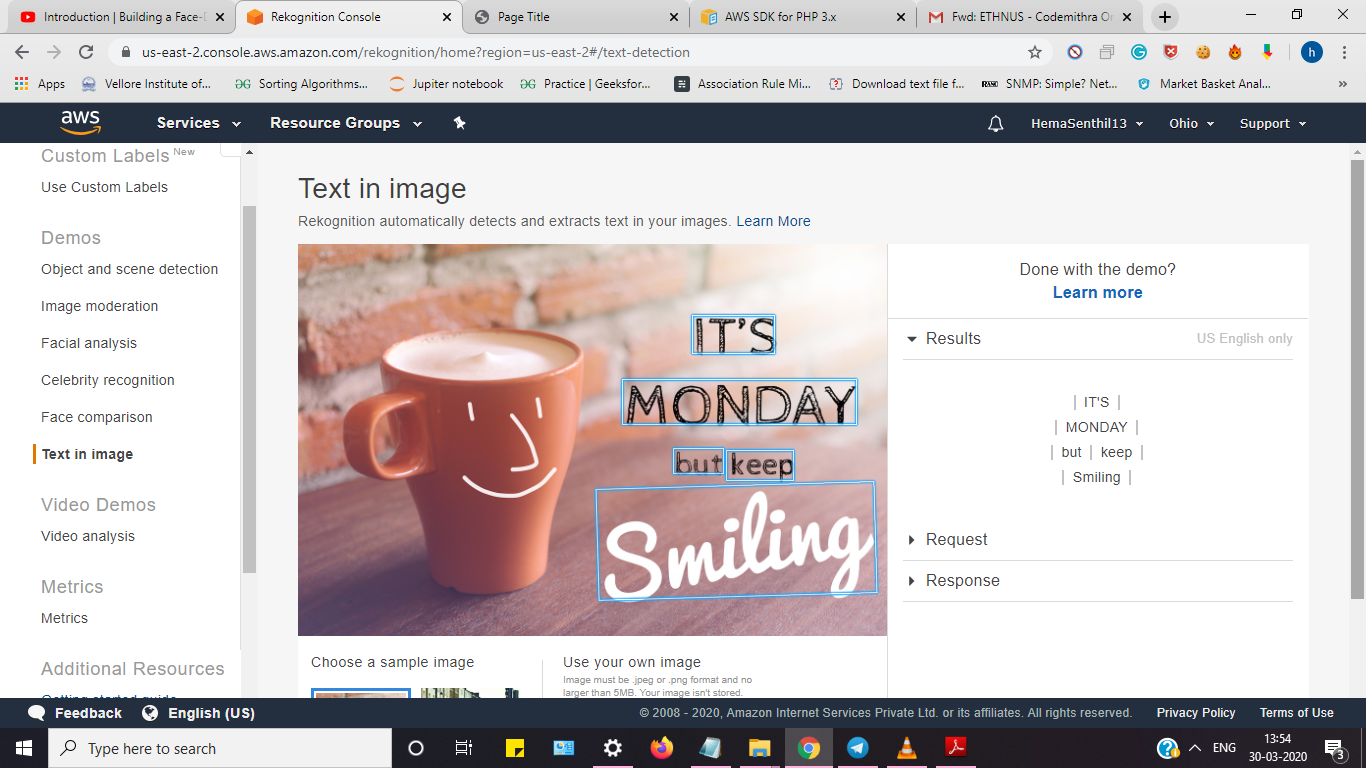 Introduction | Building a Face-D
Rekognition Console
Page Title
AWS SDK for PHP 3.x
Fwd: ETHNUS - Codemithra On
us-east-2.console.aws.amazon.com/rekognition/home?region=us-east-2#/text-detection
h
Apps
Vellore Institute of...
Sorting Algorithms...
Jupiter notebook
Practice | Geeksfor...
Association Rule Mi...
Download text file f...
SNMP: Simple? Net...
Market Basket Anal...
»
aws
Services
Resource Groups
HemaSenthil13
Ohio
Support
Custom Labels New
Use Custom Labels
Demos
Object and scene detection
Image moderation
Facial analysis
Celebrity recognition
Face comparison
Text in image
Video Demos
Video analysis
Metrics
Metrics
Additional Resources
Getting started guide
Text in image
Rekognition automatically detects and extracts text in your images. Learn More
IT'S
MONDAY
but keep
Smiling
Choose a sample image
Use your own image
Image must be .jpeg or .png format and no
larger than 5MB. Your image isn't stored.
Done with the demo?
Learn more
Results
US English only
| IT'S |
| MONDAY |
| but | keep |
| Smiling |
Request
Response
Feedback
English (US)
© 2008 - 2020, Amazon Internet Services Private Ltd. or its affiliates. All rights reserved.
Privacy Policy
Terms of Use
Type here to search
ENG
13:54
30-03-2020
3